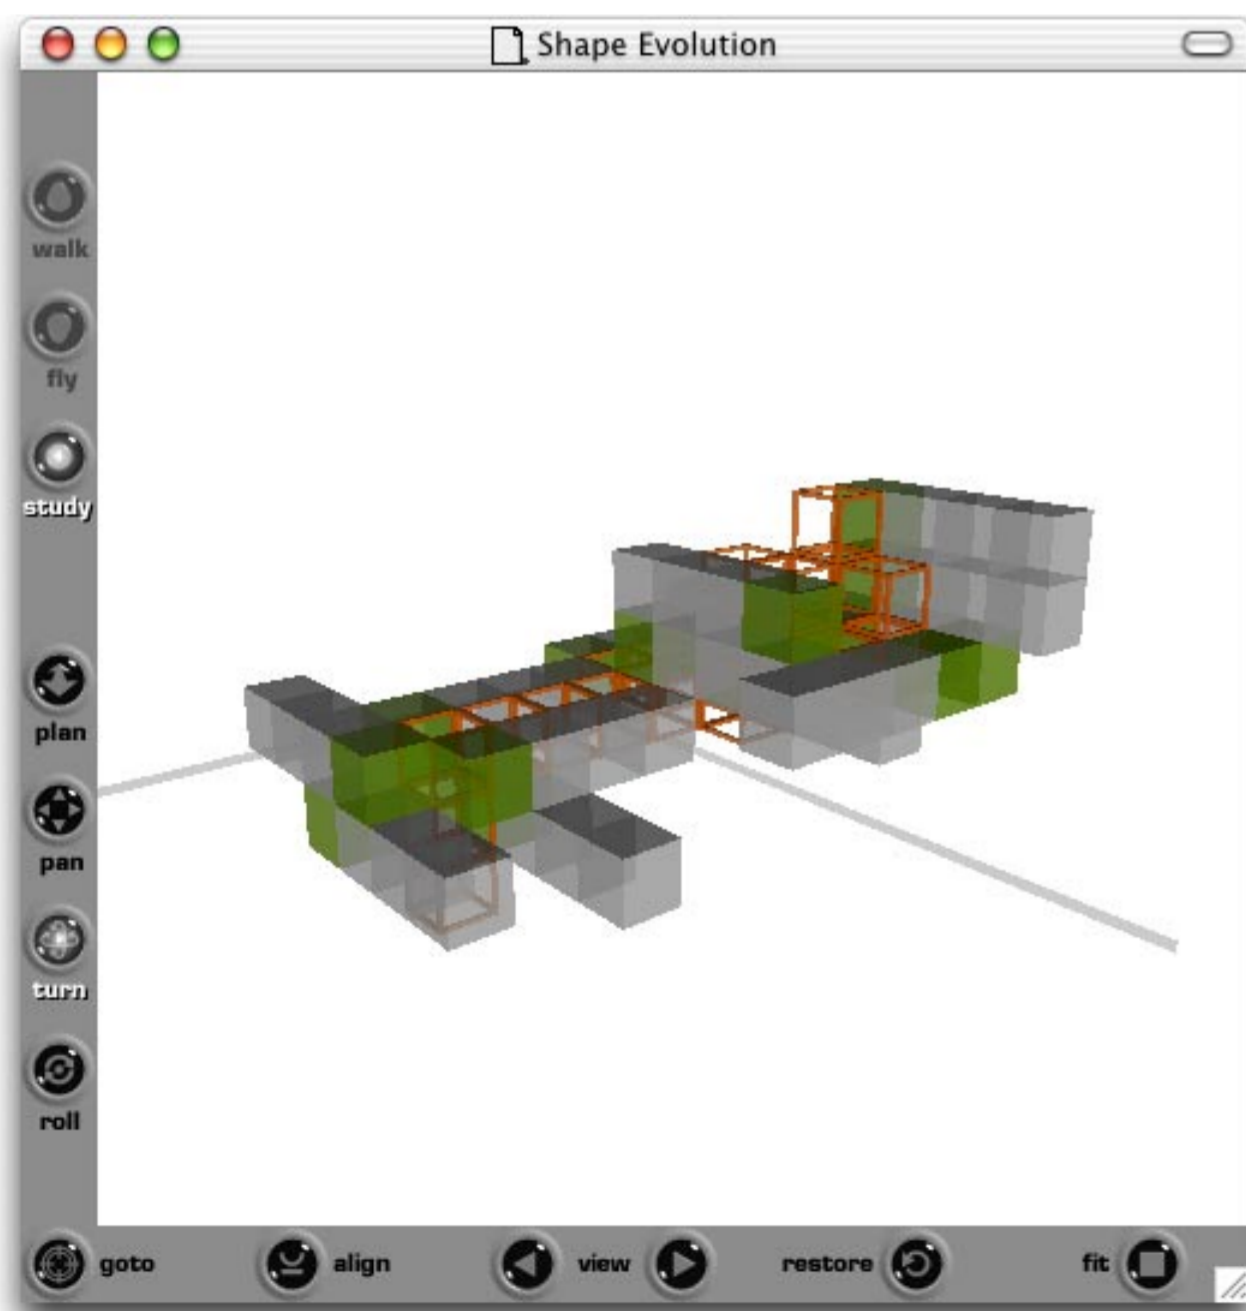 Shape Evolution
walk
fly
study
plan
pan
turn
roll
goto align view restore fit